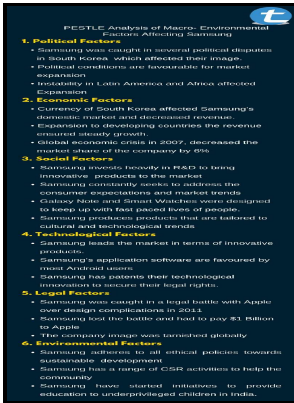 PESTLE Analysis of Macro- Environmental
Factors Affecting Samsung
1. Political Factors
• Samsung was caught in several political disputes
in South Korea which affected their image.
• Political conditions are favourable for market
expansion
• Instability in Latin America and Africa affected
Expansion
2. Economic Factors
• Currency of South Korea affected Samsung's
domestic market and decreased revenue.
• Expansion to developing countries the revenue
ensured steady growth.
• Global economic crisis in 2007, decreased the
market share of the company by 6%
3. Social Factors
• Samsung invests heavily in R&D to bring
innovative products to the market
• Samsung constantly seeks to address the
consumer expectations and market trends
• Galaxy Note and Smart Watches were designed
to keep up with fast paced lives of people.
• Samsung produces products that are tailored to
cultural and technological trends
4. Technological Factors
• Samsung leads the market in terms of innovative
products.
• Samsung's application software are favoured by
most Android users
• Samsung has patents their technological
innovation to secure their legal rights.
5. Legal Factors
• Samsung was caught in a legal battle with Apple
over design complications in 2011
• Samsung lost the battle and had to pay $1 Billion
to Apple
• The company image was tarnished globally
6. Environmental Factors
• Samsung adheres to all ethical policies towards
sustainable development
• Samsung has a range of CSR activities to help the
community
• Samsung have started initiatives to provide
education to underprivileged children in India.